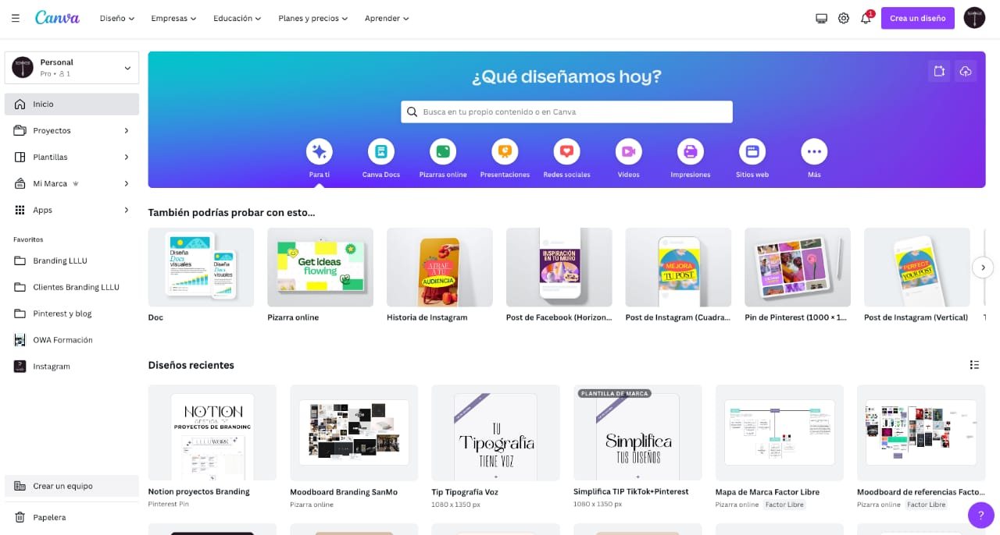 Canva
Diseño
Empresas
Educación
Planes y precios
Aprender
1
Crea un diseño
Personal
Pro • 1
Inicio
Proyectos
Plantillas
Mi Marca
Apps
Favoritos
Branding LLLU
Clientes Branding LLLU
Pinterest y blog
OWA Formación
Instagram
Crear un equipo
Papelera
¿Qué diseñamos hoy?
Busca en tu propio contenido o en Canva
Para ti
Canva Docs
Pizarras online
Presentaciones
Redes sociales
Vídeos
Impresiones
Sitios web
Más
También podrías probar con esto...
Diseña
Docs
visuales
Diseña
Docs
visuales
Get ideas
flowing
ATRAE
A TU
AUDIENCIA
INSPIRACIÓN
EN TU MURO
MEJORA
TU POST
PERFECT
YOUR POST
Doc
Pizarra online
Historia de Instagram
Post de Facebook (Horizon...
Post de Instagram (Cuadra...
Pin de Pinterest (1000 × 1...
Post de Instagram (Vertical)
Diseños recientes
NOTION
GESTIÓN DE
PROYECTOS DE BRANDING
LLLUWORK
TU
Tipografía
TIENE VOZ
PLANTILLA DE MARCA
Simplifica
TUS DISEÑOS
Notion proyectos Branding
Pinterest Pin
Moodboard Branding SanMo
Pizarra online
Tip Tipografía Voz
1080 x 1350 px
Simplifica TIP TikTok+Pinterest
1080 x 1350 px
Mapa de Marca Factor Libre
Pizarra online Factor Libre
Moodboard de referencias Facto...
Pizarra online Factor Libre
?